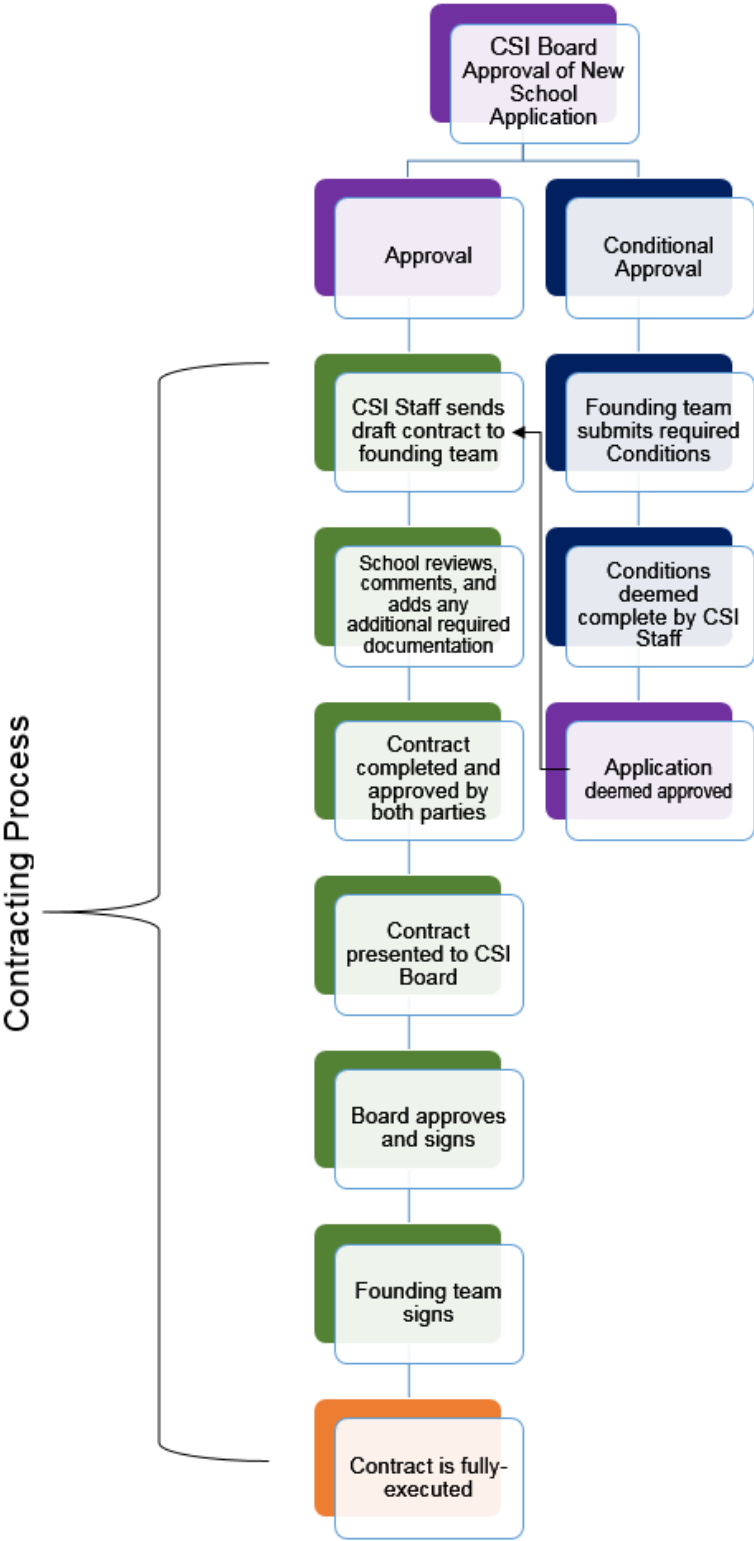 CSI Board
Approval of New
School
Application
Approval
Conditional
Approval
CSI Staff sends
draft contract to
founding team
Founding team
submits required
Conditions
School reviews,
comments, and
adds any
additional required
documentation
Conditions
deemed
complete by CSI
Staff
Contract
completed and
approved by
both parties
Application
deemed approved
Contract
presented to CSI
Board
Board approves
and signs
Founding team
signs
Contract is fully-
executed
Contracting Process